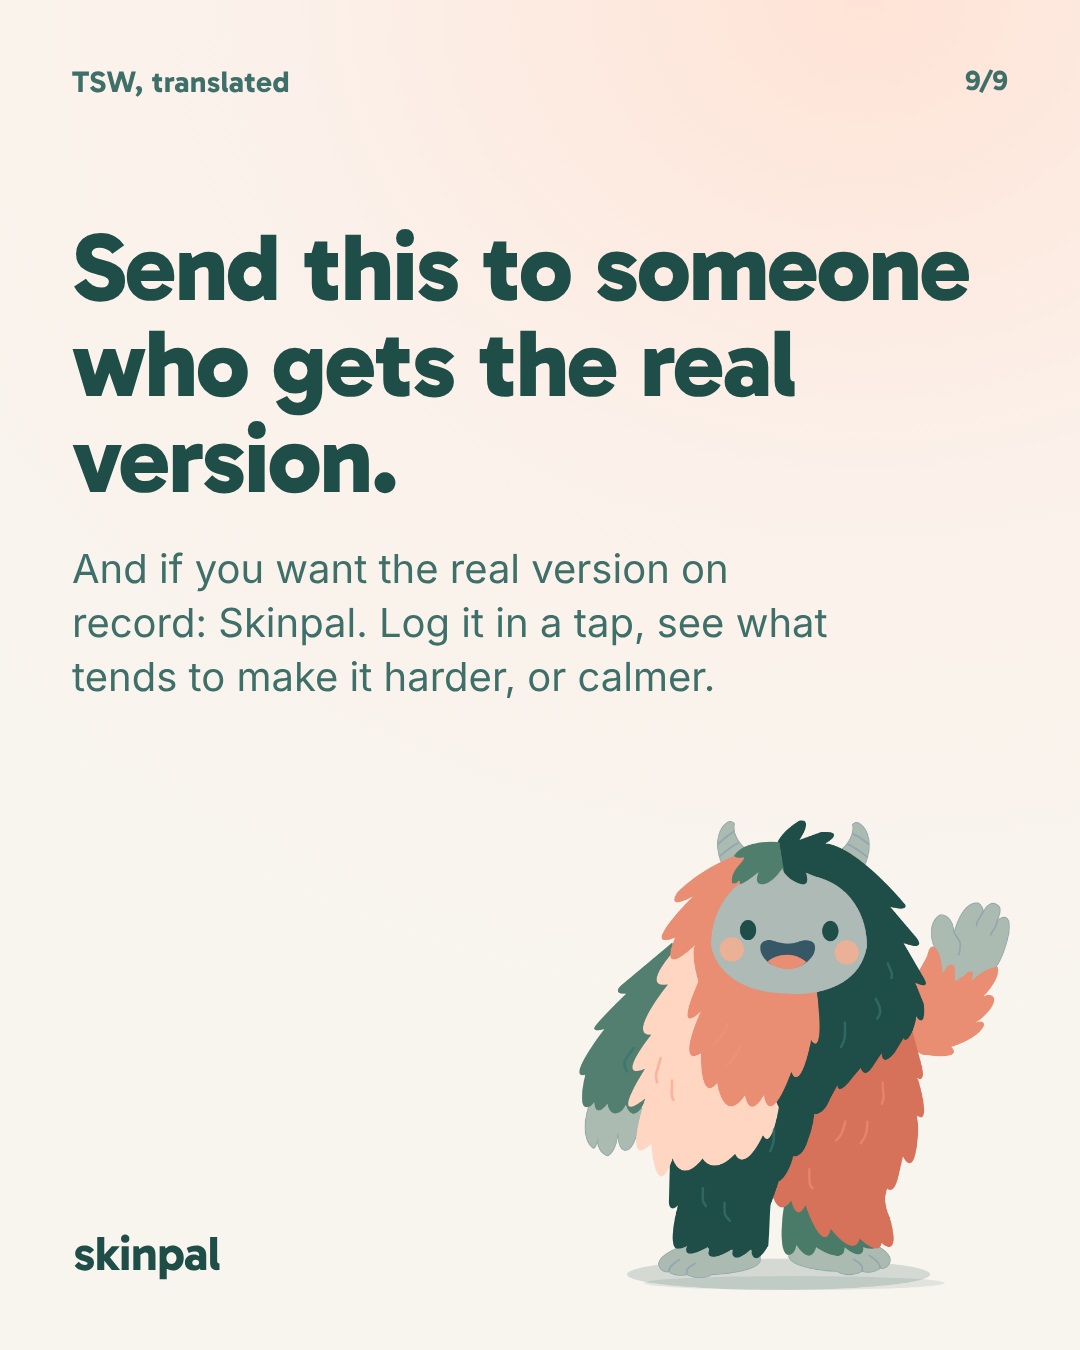 TSW, translated
9/9
Send this to someone
who gets the real
version.
And if you want the real version on
record: Skinpal. Log it in a tap, see what
tends to make it harder, or calmer.
skinpal